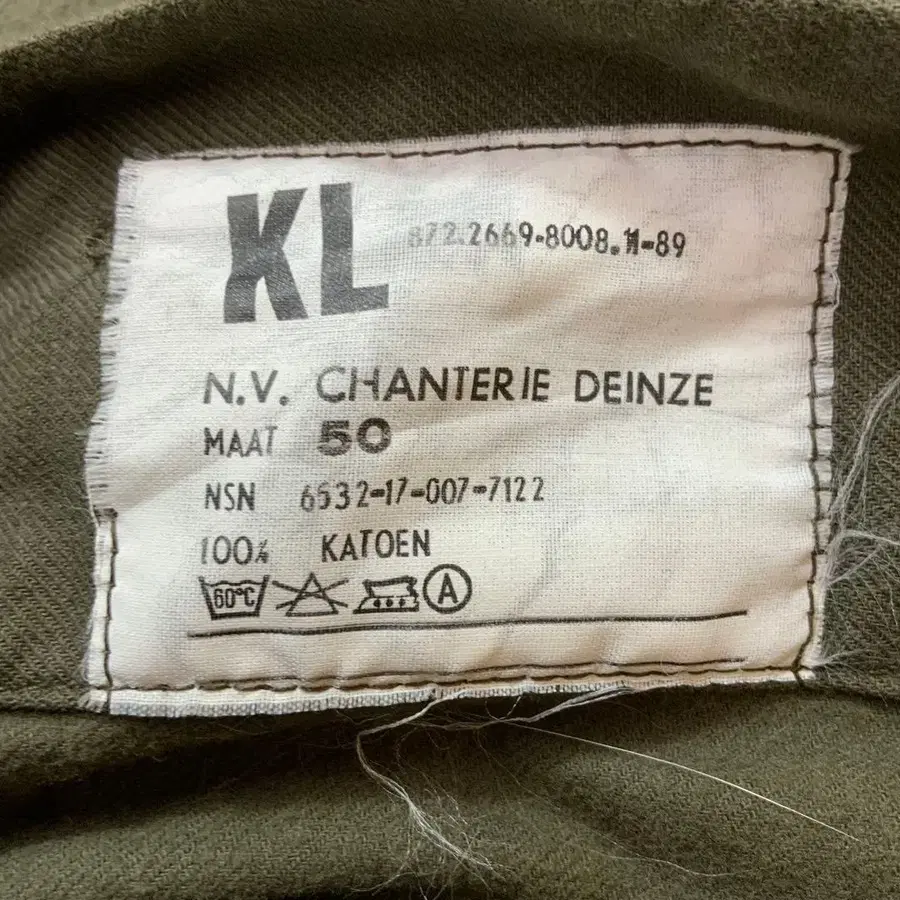 KL 872.2669-8008.11-89
N.V. CHANTERIE DEINZE
MAAT 50
NSN 6532-17-007-7122
100% KATOEN
60°C A